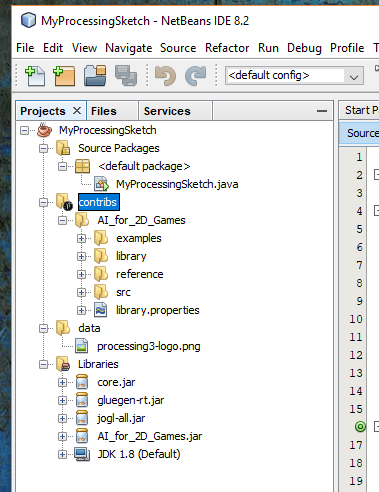 MyProcessingSketch - NetBeans IDE 8.2
File Edit View Navigate Source Refactor Run Debug Profile
<default config>
Projects Files Services
Start P
Source
MyProcessingSketch
Source Packages
<default package>
MyProcessingSketch.java
contribs
AI_for_2D_Games
examples
library
reference
src
library.properties
data
processing3-logo.png
Libraries
core.jar
gluegen-rt.jar
jogl-all.jar
AI_for_2D_Games.jar
JDK 1.8 (Default)
1
2
3
4
5
6
7
8
9
10
11
12
13
14
15
17
18
19